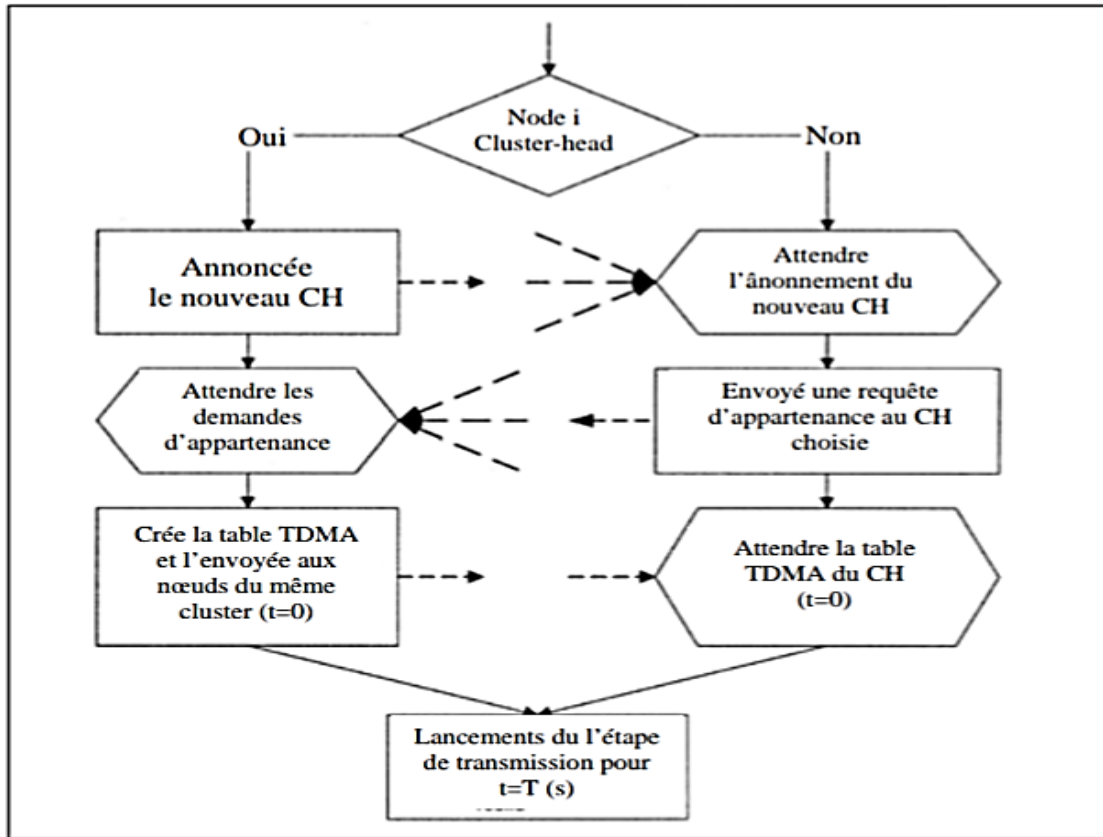 Node i
Cluster-head
Oui
Non
Annoncée
le nouveau CH
Attendre
l'ânonnement du
nouveau CH
Attendre les
demandes
d'appartenance
Envoyé une requête
d'appartenance au CH
choisie
Crée la table TDMA
et l'envoyée aux
nœuds du même
cluster (t=0)
Attendre la table
TDMA du CH
(t=0)
Lancements du l'étape
de transmission pour
t=T (s)